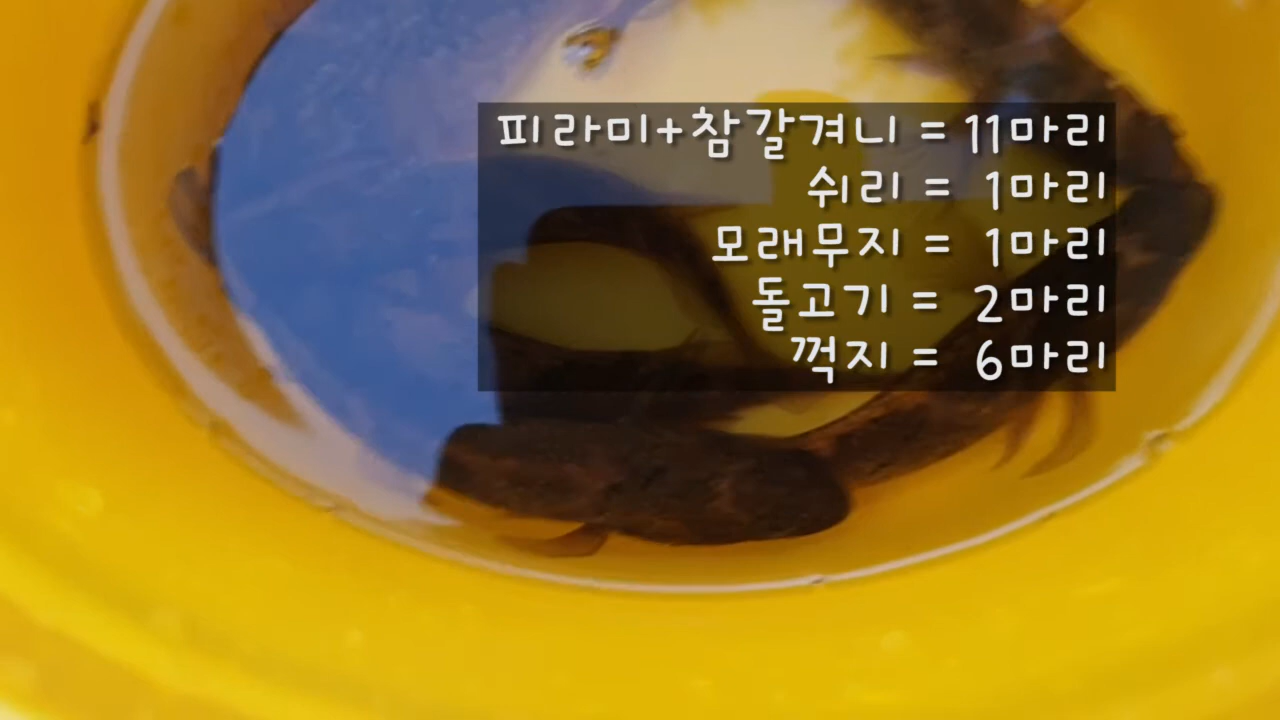 피라미+참갈겨니 = 11마리
쉬리 = 1마리
모래무지 = 1마리
돌고기 = 2마리
꺽지 = 6마리